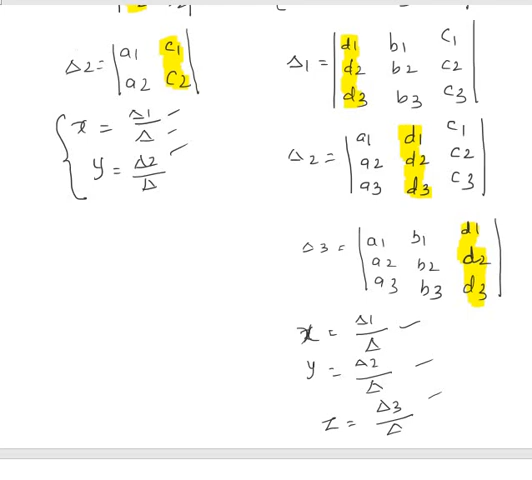 Δ2 = | a1 c1 |
| a2 c2 |
x = Δ1/Δ
y = Δ2/Δ
Δ1 = | d1 b1 c1 |
| d2 b2 c2 |
| d3 b3 c3 |
Δ2 = | a1 d1 c1 |
| a2 d2 c2 |
| a3 d3 c3 |
Δ3 = | a1 b1 d1 |
| a2 b2 d2 |
| a3 b3 d3 |
x = Δ1/Δ
y = Δ2/Δ
z = Δ3/Δ